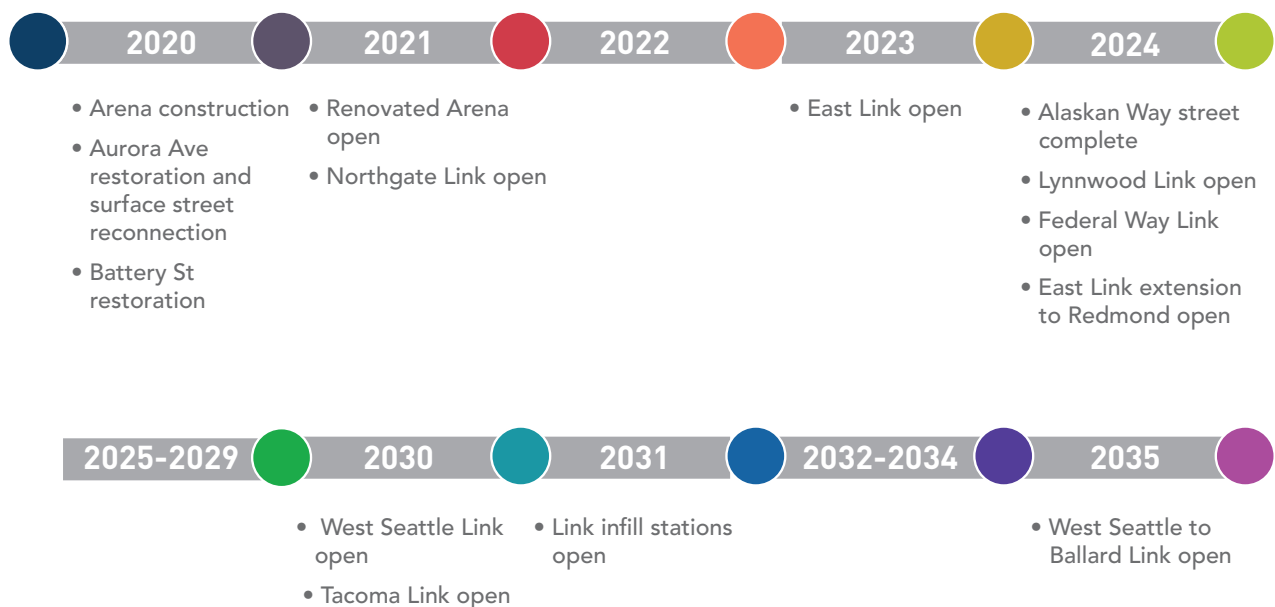 2020
2021
2022
2023
2024
• Arena construction
• Aurora Ave
restoration and
surface street
reconnection
• Battery St
restoration
• Renovated Arena
open
• Northgate Link open
• East Link open
• Alaskan Way street
complete
• Lynnwood Link open
• Federal Way Link
open
• East Link extension
to Redmond open
2025-2029
2030
2031
2032-2034
2035
• West Seattle Link
open
• Tacoma Link open
• Link infill stations
open
• West Seattle to
Ballard Link open